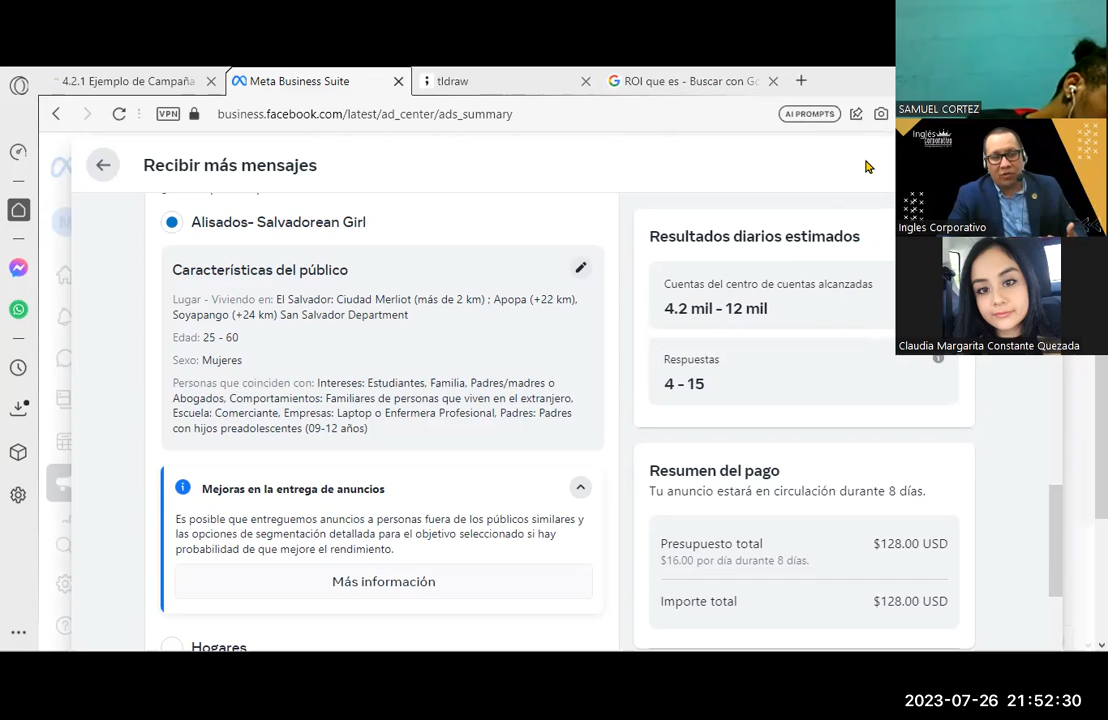 4.2.1 Ejemplo de Campaña
Meta Business Suite
tldraw
ROI que es - Buscar con Go
VPN
business.facebook.com/latest/ad_center/ads_summary
AI PROMPTS
Recibir más mensajes
Alisados- Salvadorean Girl
Características del público
Lugar - Viviendo en: El Salvador: Ciudad Merliot (más de 2 km) ; Apopa (+22 km),
Soyapango (+24 km) San Salvador Department
Edad: 25 - 60
Sexo: Mujeres
Personas que coinciden con: Intereses: Estudiantes, Familia, Padres/madres o
Abogados, Comportamientos: Familiares de personas que viven en el extranjero,
Escuela: Comerciante, Empresas: Laptop o Enfermera Profesional, Padres: Padres
con hijos preadolescentes (09-12 años)
Mejoras en la entrega de anuncios
Es posible que entreguemos anuncios a personas fuera de los públicos similares y
las opciones de segmentación detallada para el objetivo seleccionado si hay
probabilidad de que mejore el rendimiento.
Más información
Hogares
Resultados diarios estimados
Cuentas del centro de cuentas alcanzadas
4.2 mil - 12 mil
Respuestas
4 - 15
Resumen del pago
Tu anuncio estará en circulación durante 8 días.
Presupuesto total
$128.00 USD
$16.00 por día durante 8 días.
Importe total
$128.00 USD
SAMUEL CORTEZ
Inglés
Corporativo
Ingles Corporativo
Claudia Margarita Constante Quezada
2023-07-26 21:52:30